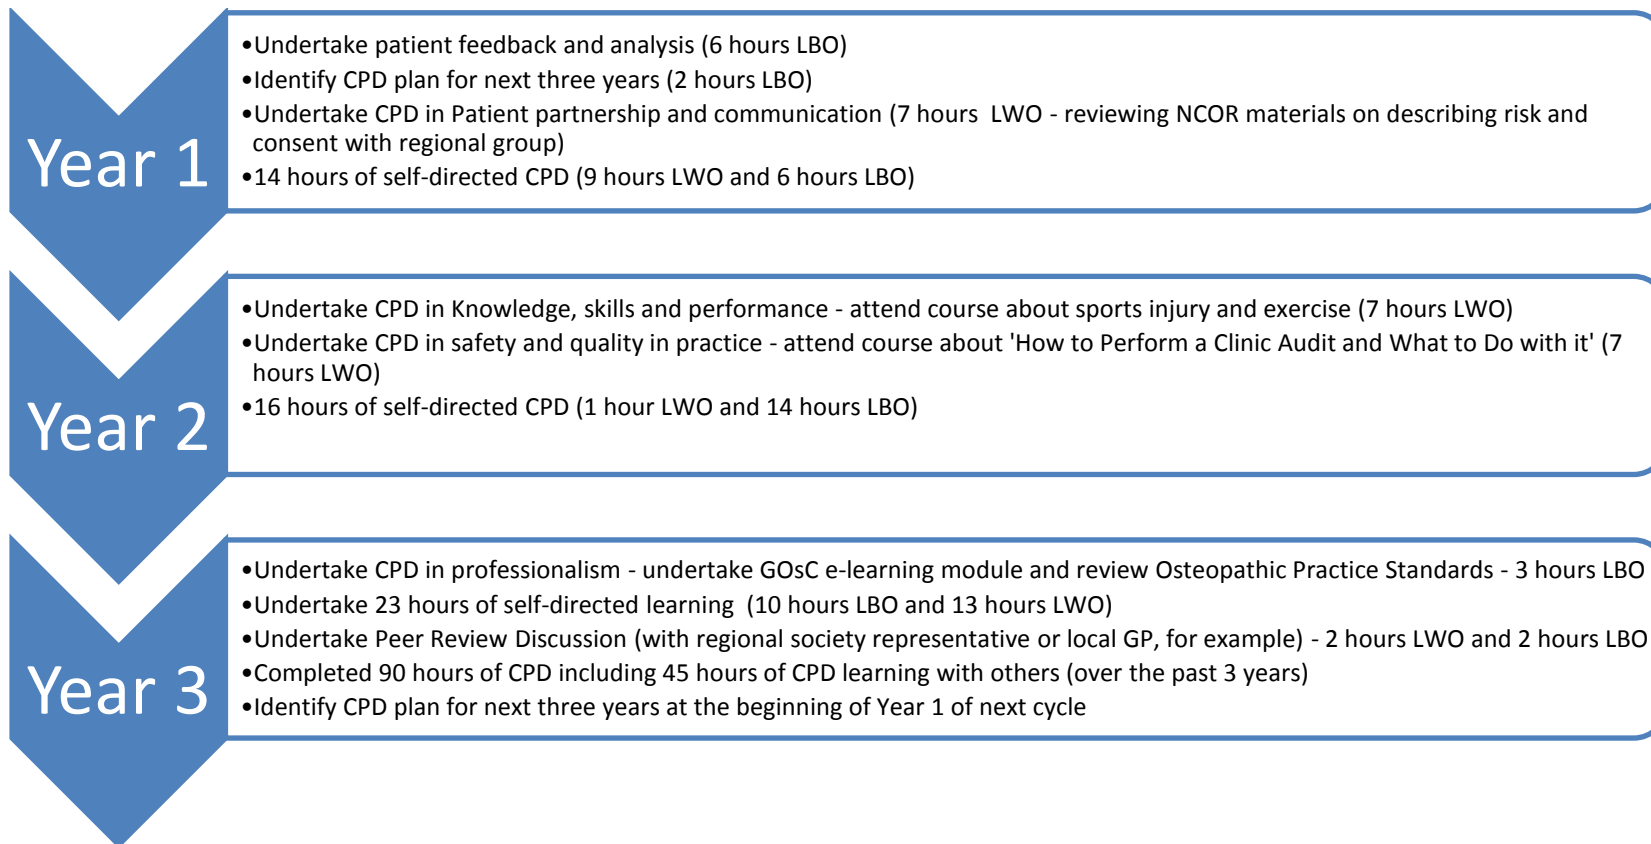 Year 1
•Undertake patient feedback and analysis (6 hours LBO)
•Identify CPD plan for next three years (2 hours LBO)
•Undertake CPD in Patient partnership and communication (7 hours  LWO - reviewing NCOR materials on describing risk and
consent with regional group)
•14 hours of self-directed CPD (9 hours LWO and 6 hours LBO)
Year 2
•Undertake CPD in Knowledge, skills and performance - attend course about sports injury and exercise (7 hours LWO)
•Undertake CPD in safety and quality in practice - attend course about 'How to Perform a Clinic Audit and What to Do with it' (7
hours LWO)
•16 hours of self-directed CPD (1 hour LWO and 14 hours LBO)
Year 3
•Undertake CPD in professionalism - undertake GOsC e-learning module and review Osteopathic Practice Standards - 3 hours LBO
•Undertake 23 hours of self-directed learning  (10 hours LBO and 13 hours LWO)
•Undertake Peer Review Discussion (with regional society representative or local GP, for example) - 2 hours LWO and 2 hours LBO
•Completed 90 hours of CPD including 45 hours of CPD learning with others (over the past 3 years)
•Identify CPD plan for next three years at the beginning of Year 1 of next cycle